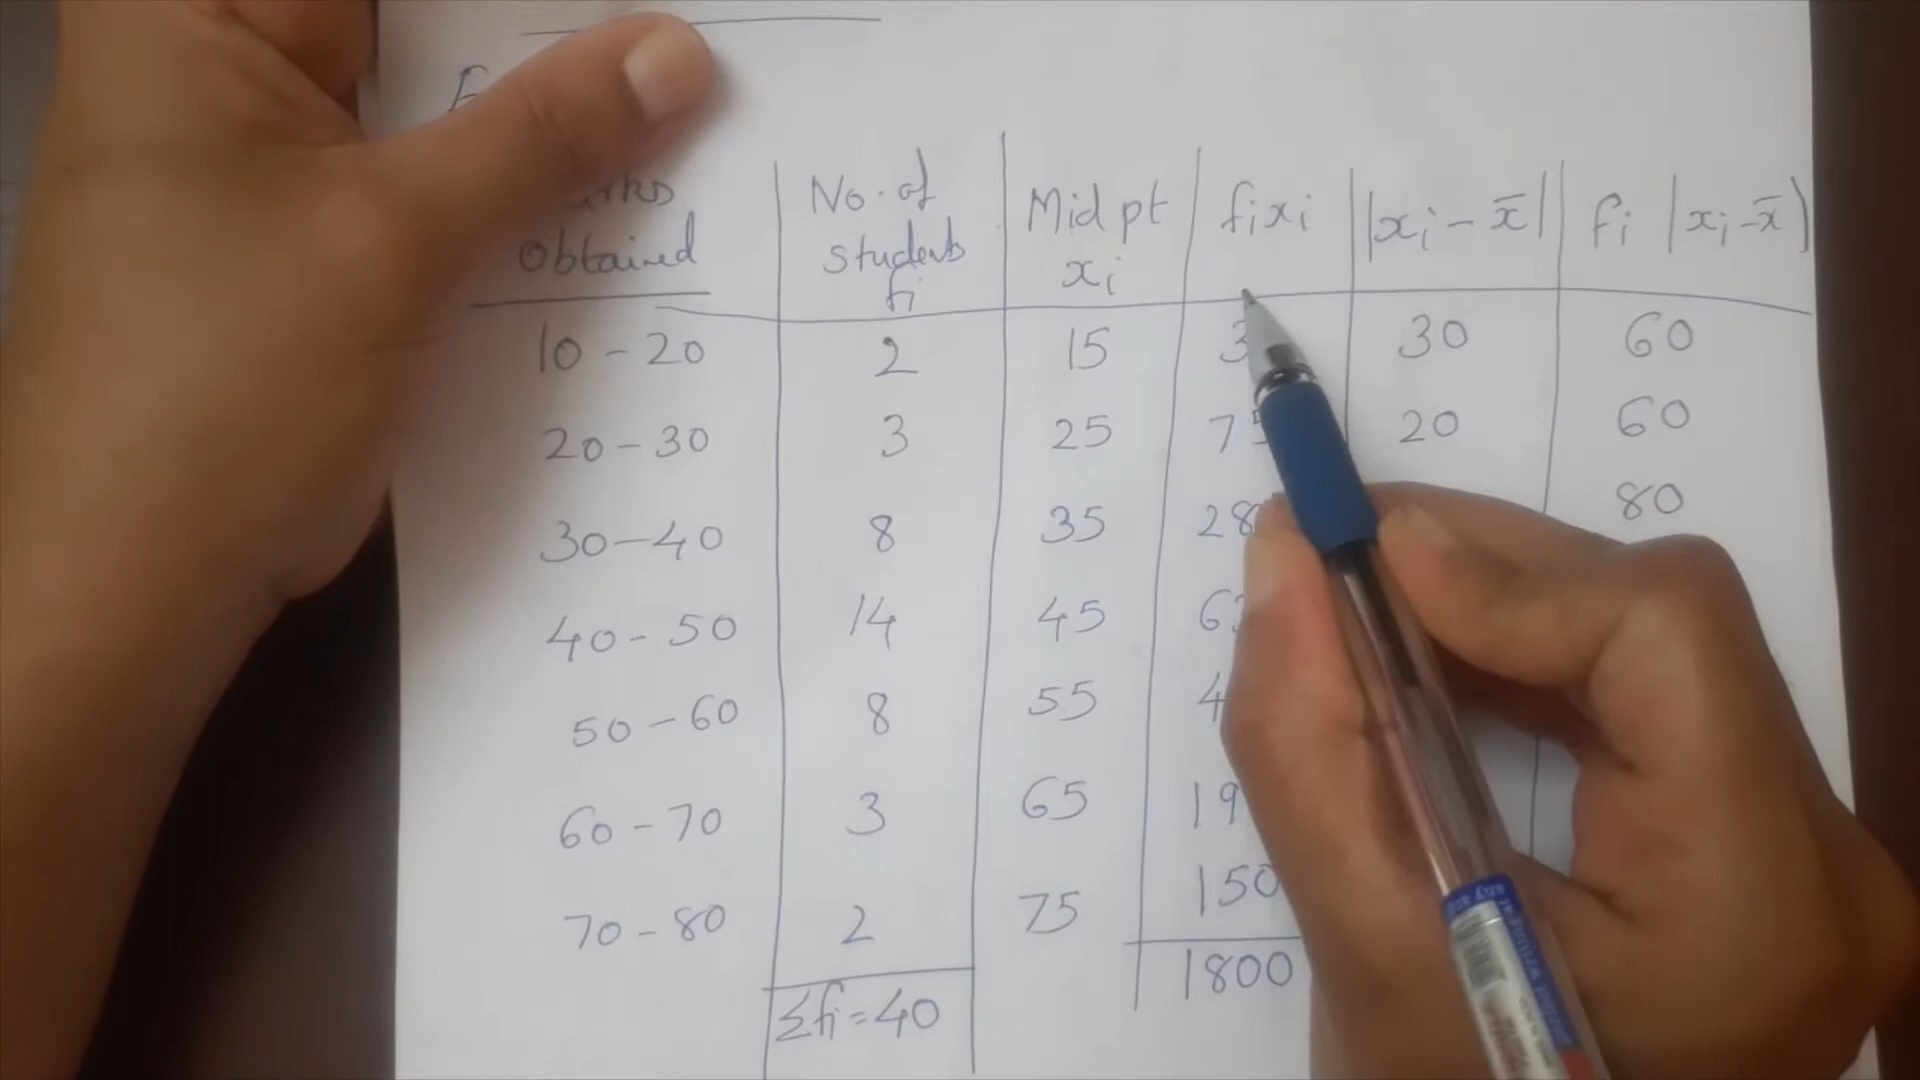 No. of Mid pt fixi |xi - x̄| fi |xi - x̄)
Obtained students xi
fi
10 - 20 2 15 30 60
20 - 30 3 25 20 60
30 - 40 8 35 80
40 - 50 14 45
50 - 60 8 55
60 - 70 3 65
70 - 80 2 75 150
Σfi = 40 1800